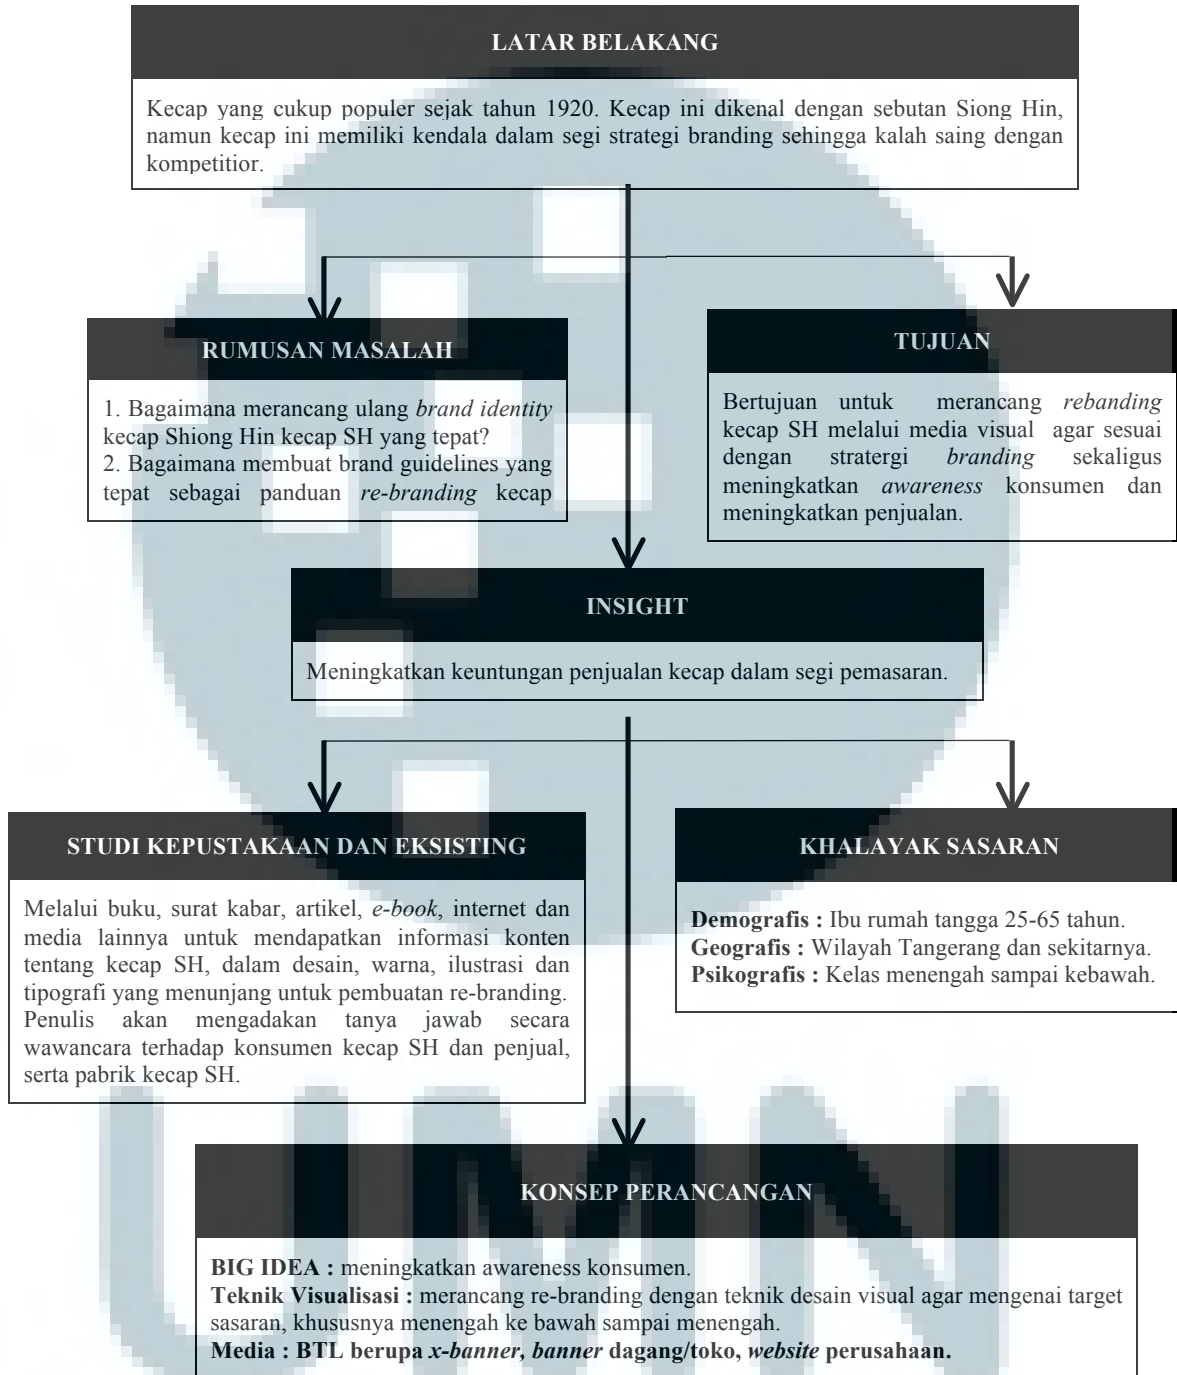 LATAR BELAKANG
Kecap yang cukup populer sejak tahun 1920. Kecap ini dikenal dengan sebutan Siong Hin,
namun kecap ini memiliki kendala dalam segi strategi branding sehingga kalah saing dengan
kompetitior.
RUMUSAN MASALAH
1. Bagaimana merancang ulang brand identity
kecap Shiong Hin kecap SH yang tepat?
2. Bagaimana membuat brand guidelines yang
tepat sebagai panduan re-branding kecap
TUJUAN
Bertujuan untuk merancang rebanding
kecap SH melalui media visual agar sesuai
dengan stratergi branding sekaligus
meningkatkan awareness konsumen dan
meningkatkan penjualan.
INSIGHT
Meningkatkan keuntungan penjualan kecap dalam segi pemasaran.
STUDI KEPUSTAKAAN DAN EKSISTING
Melalui buku, surat kabar, artikel, e-book, internet dan
media lainnya untuk mendapatkan informasi konten
tentang kecap SH, dalam desain, warna, ilustrasi dan
tipografi yang menunjang untuk pembuatan re-branding.
Penulis akan mengadakan tanya jawab secara
wawancara terhadap konsumen kecap SH dan penjual,
serta pabrik kecap SH.
KHALAYAK SASARAN
Demografis : Ibu rumah tangga 25-65 tahun.
Geografis : Wilayah Tangerang dan sekitarnya.
Psikografis : Kelas menengah sampai kebawah.
KONSEP PERANCANGAN
BIG IDEA : meningkatkan awareness konsumen.
Teknik Visualisasi : merancang re-branding dengan teknik desain visual agar mengenai target
sasaran, khususnya menengah ke bawah sampai menengah.
Media : BTL berupa x-banner, banner dagang/toko, website perusahaan.
UMN